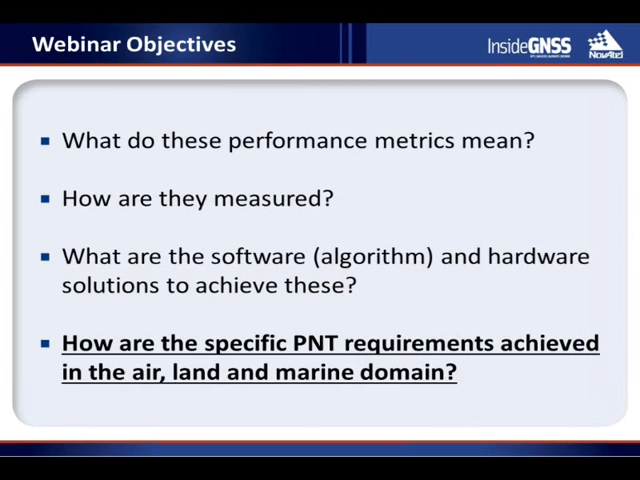 Webinar Objectives
InsideGNSS
NovAtel
What do these performance metrics mean?
How are they measured?
What are the software (algorithm) and hardware
solutions to achieve these?
How are the specific PNT requirements achieved
in the air, land and marine domain?